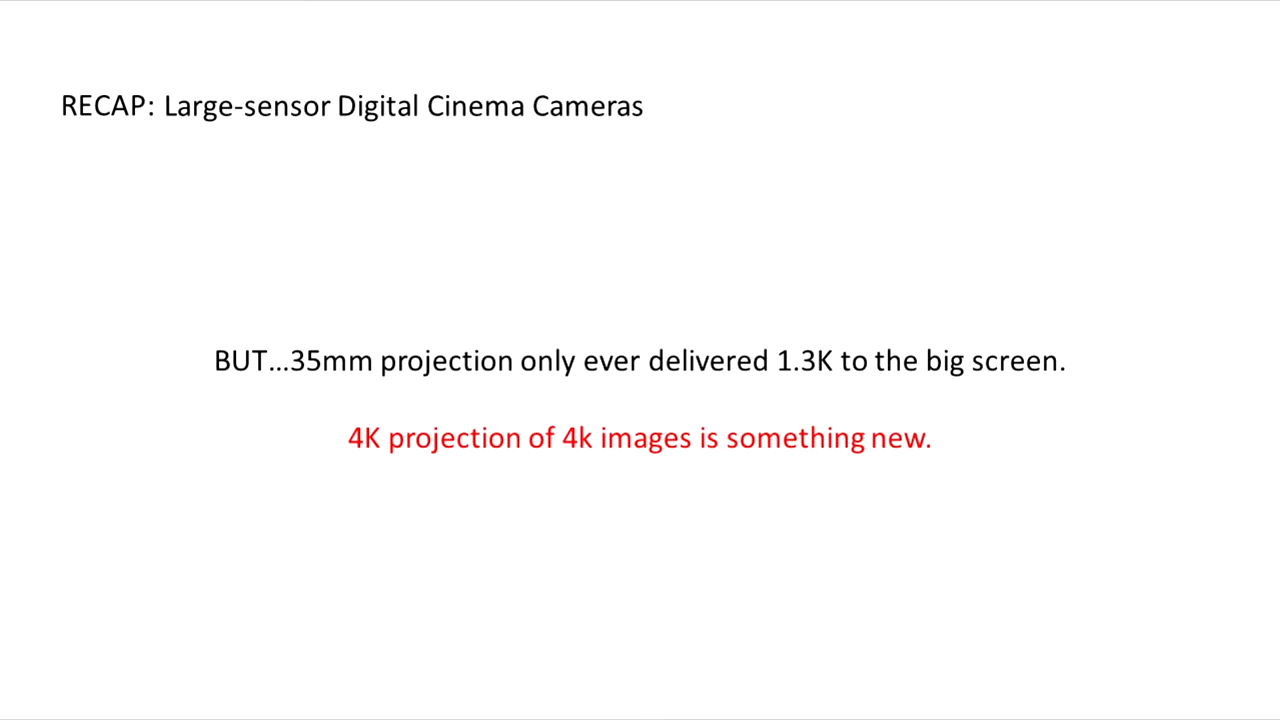 RECAP: Large-sensor Digital Cinema Cameras
BUT...35mm projection only ever delivered 1.3K to the big screen.
4K projection of 4k images is something new.